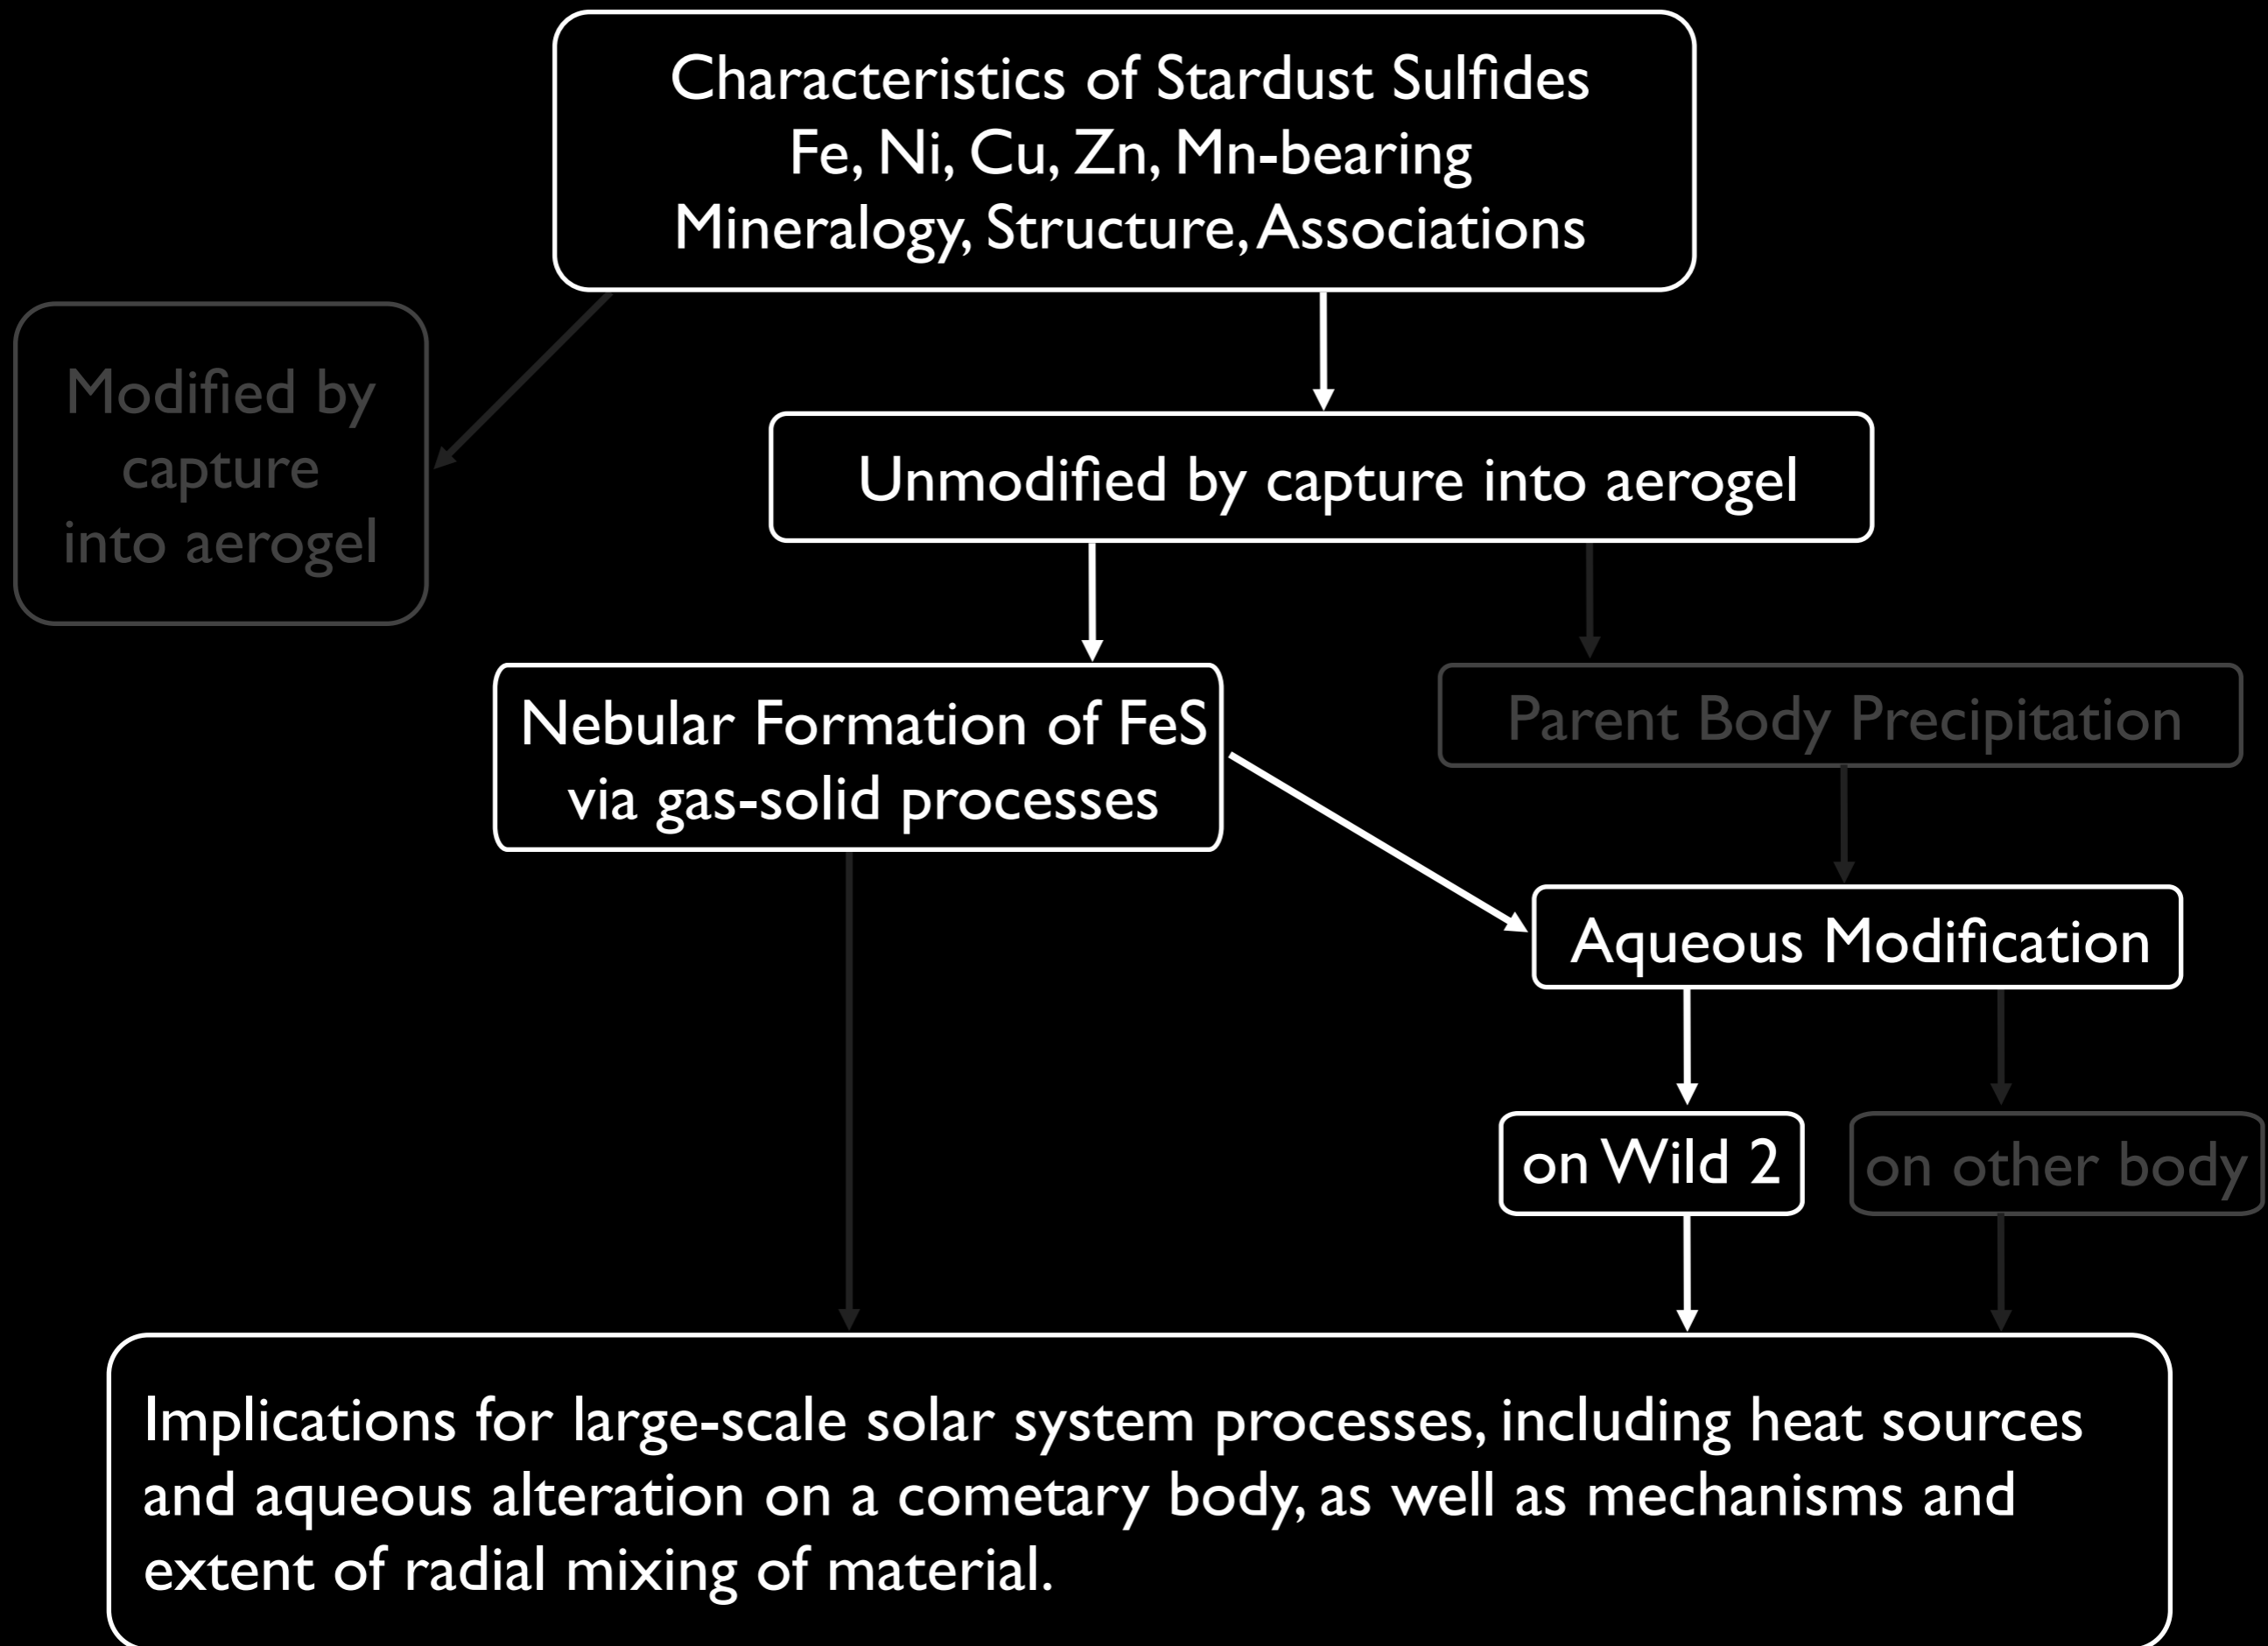 Characteristics of Stardust Sulfides
Fe, Ni, Cu, Zn, Mn-bearing
Mineralogy, Structure, Associations
Modified by
capture
into aerogel
Unmodified by capture into aerogel
Nebular Formation of FeS
via gas-solid processes
Parent Body Precipitation
Aqueous Modification
on Wild 2
on other body
Implications for large-scale solar system processes, including heat sources
and aqueous alteration on a cometary body, as well as mechanisms and
extent of radial mixing of material.